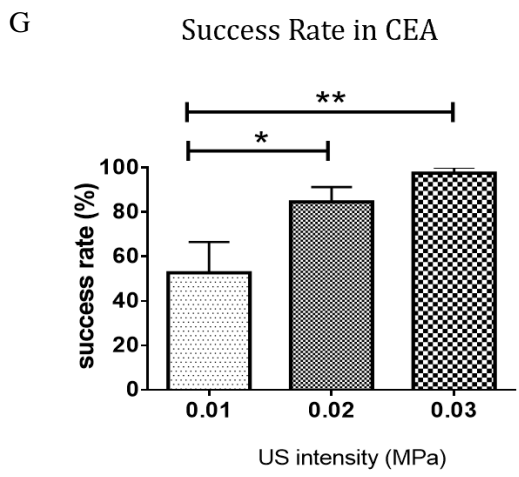 G
Success Rate in CEA
**
*
success rate (%)
100
80
60
40
20
0
0.01 0.02 0.03
US intensity (MPa)